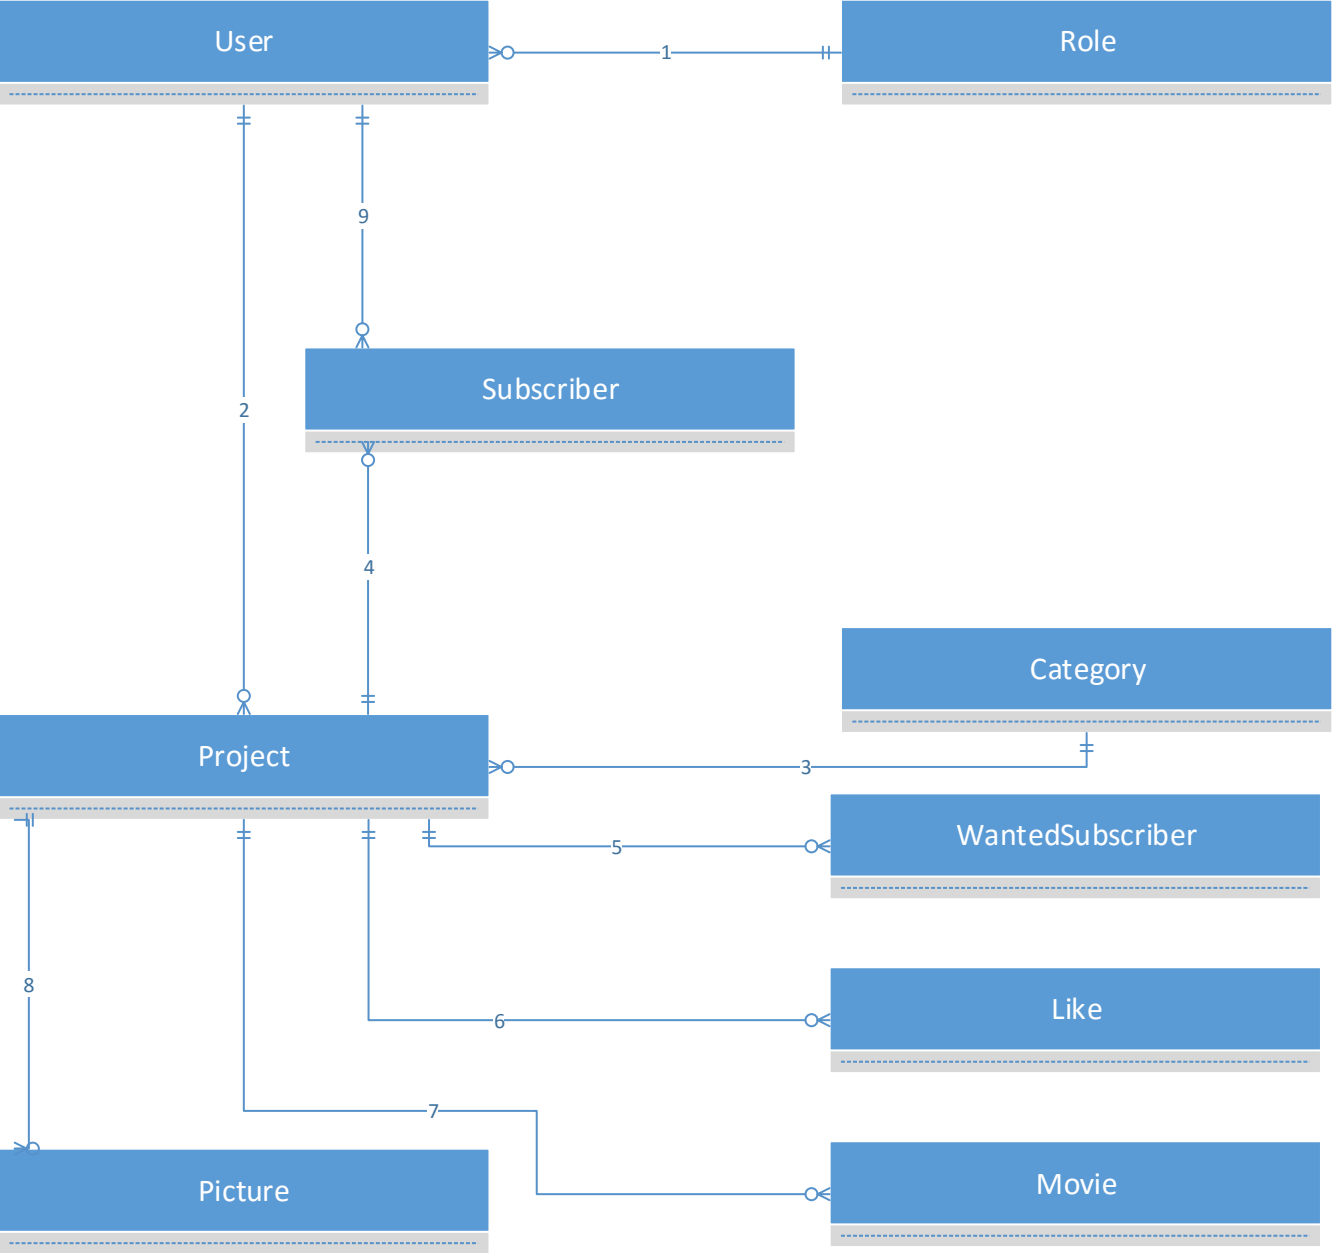 User
1
Role
9
Subscriber
2
4
Category
Project
3
WantedSubscriber
5
8
Like
6
7
Movie
Picture